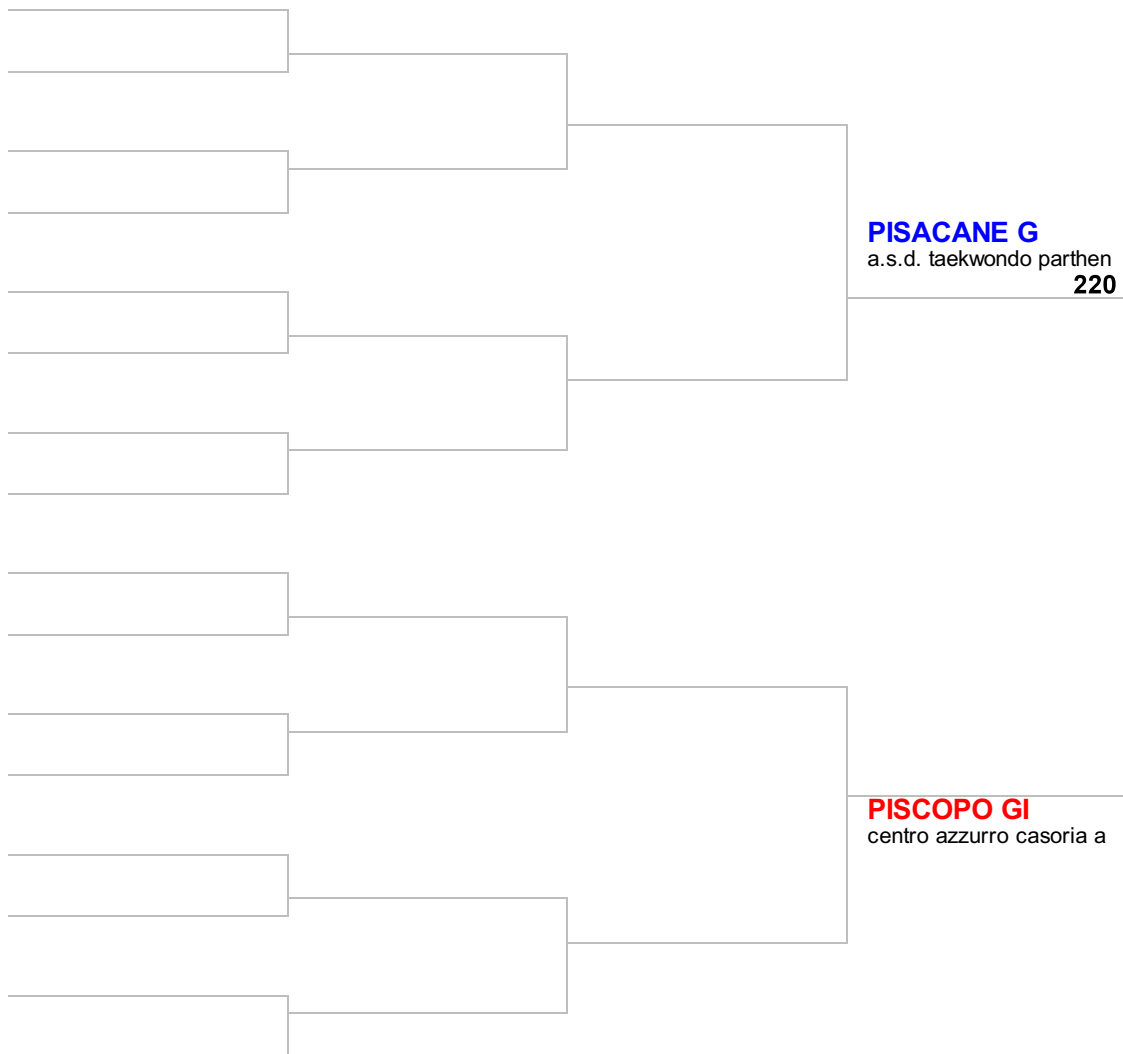 PISACANE G
a.s.d. taekwondo parthen
220
PISCOPO GI
centro azzurro casoria a